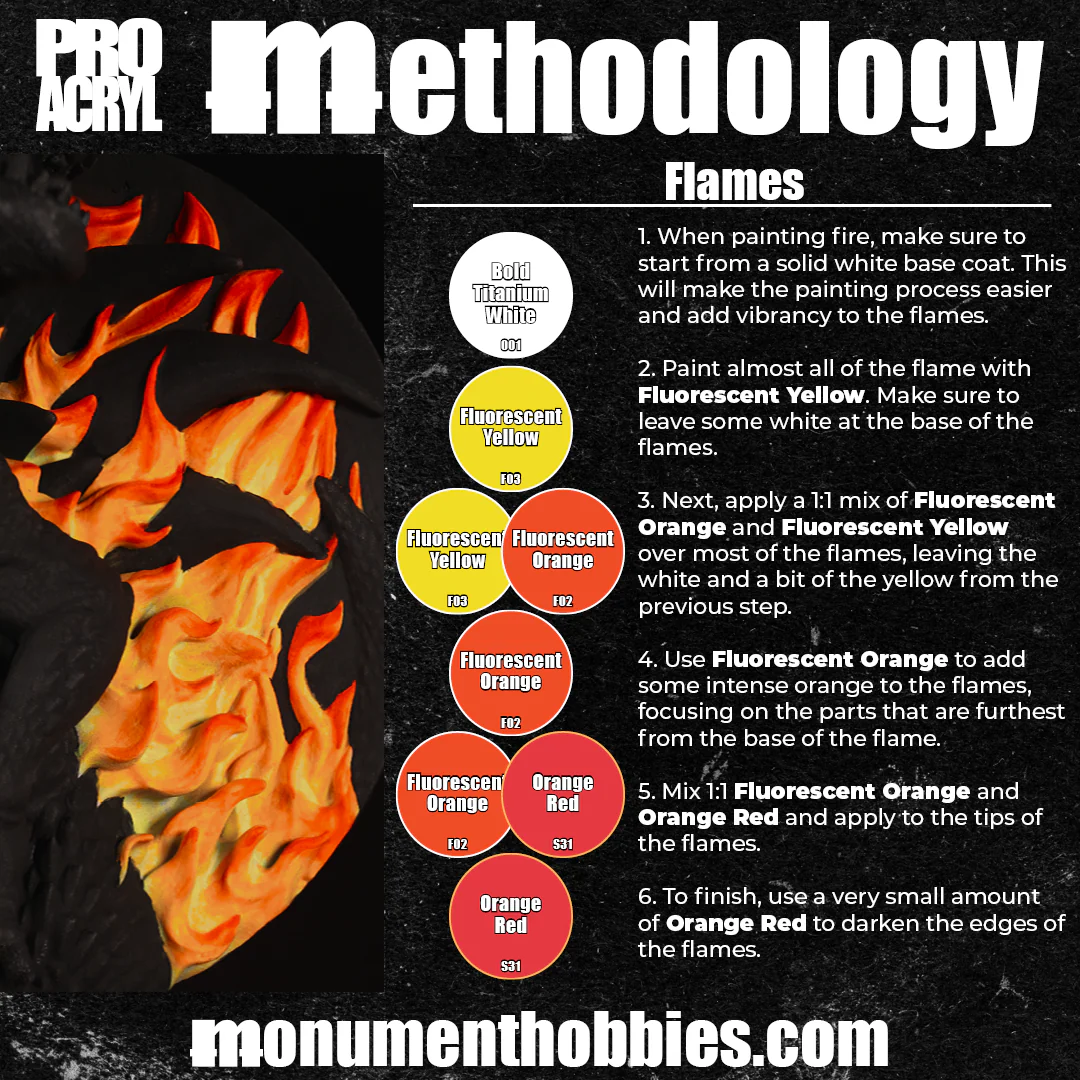 PRO
ACRYL
Methodology
Flames
Bold
Titanium
White
001
Fluorescent
Yellow
F03
Fluorescen
Yellow
F03
Fluorescent
Orange
F02
Fluorescent
Orange
F02
Fluorescen
Orange
F02
Orange
Red
S31
Orange
Red
S31
1. When painting fire, make sure to
start from a solid white base coat. This
will make the painting process easier
and add vibrancy to the flames.
2. Paint almost all of the flame with
Fluorescent Yellow. Make sure to
leave some white at the base of the
flames.
3. Next, apply a 1:1 mix of Fluorescent
Orange and Fluorescent Yellow
over most of the flames, leaving the
white and a bit of the yellow from the
previous step.
4. Use Fluorescent Orange to add
some intense orange to the flames,
focusing on the parts that are furthest
from the base of the flame.
5. Mix 1:1 Fluorescent Orange and
Orange Red and apply to the tips of
the flames.
6. To finish, use a very small amount
of Orange Red to darken the edges of
the flames.
monumenthobbies.com